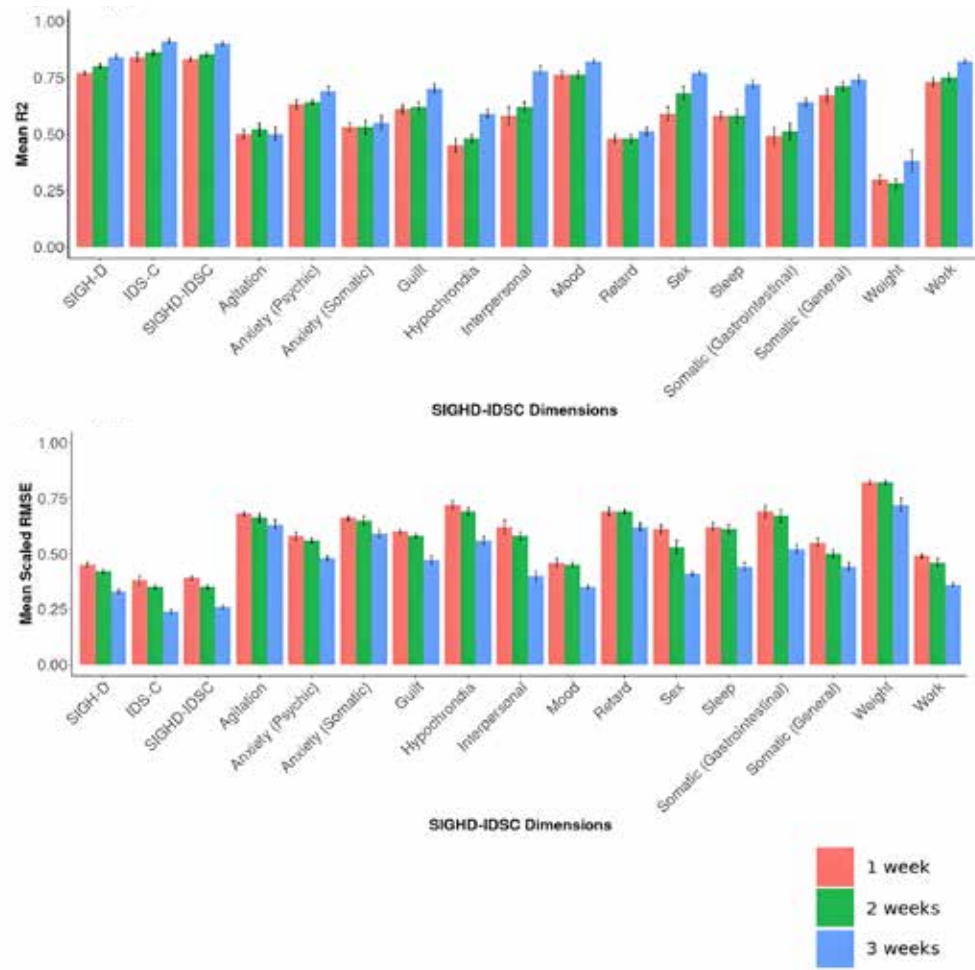 1.00
0.75
0.50
0.25
0.00
Mean R2
SIGH-D
IDS-C
SIGHD-IDSC
Agitation
Anxiety (Psychic)
Anxiety (Somatic)
Guilt
Hypochrondia
Interpersonal
Mood
Retard
Sex
Sleep
Somatic (Gastrointestinal)
Somatic (General)
Weight
Work
SIGHD-IDSC Dimensions
1.00
0.75
0.50
0.25
0.00
Mean Scaled RMSE
SIGH-D
IDS-C
SIGHD-IDSC
Agitation
Anxiety (Psychic)
Anxiety (Somatic)
Guilt
Hypochrondia
Interpersonal
Mood
Retard
Sex
Sleep
Somatic (Gastrointestinal)
Somatic (General)
Weight
Work
SIGHD-IDSC Dimensions
1 week
2 weeks
3 weeks